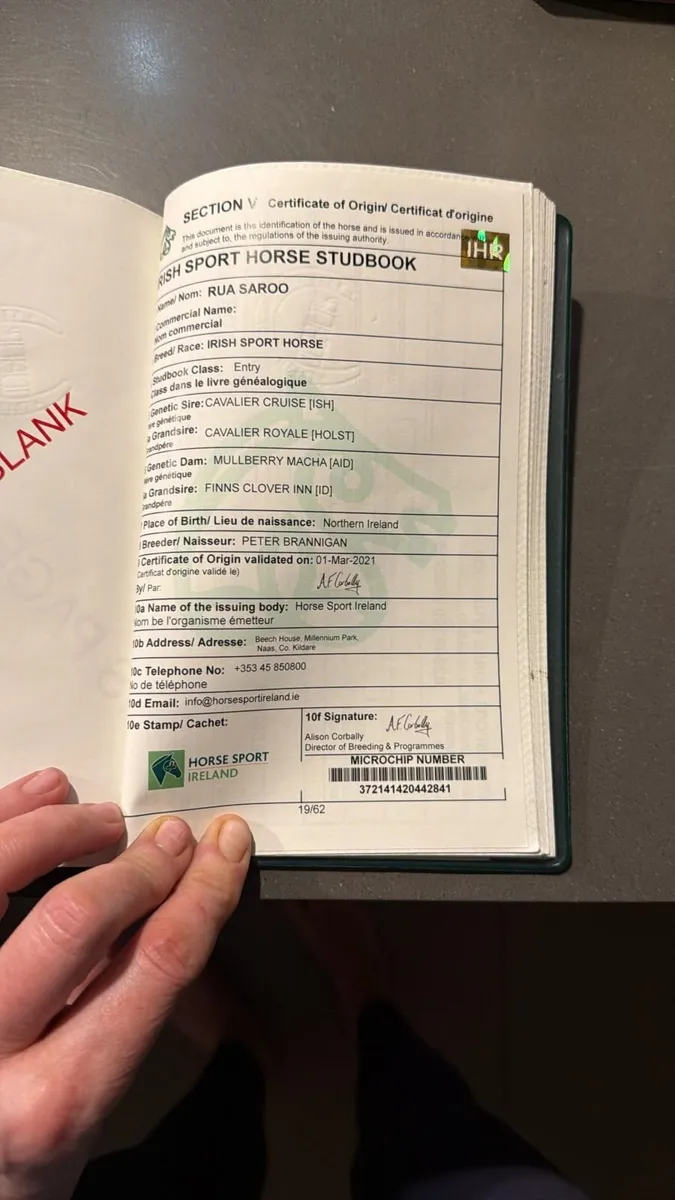 BLANK
SECTION V Certificate of Origin/ Certificat d'origine
This document is the identification of the horse and is issued in accordance
and subject to, the regulations of the issuing authority.
IHR
IRISH SPORT HORSE STUDBOOK
Name/ Nom: RUA SAROO
Commercial Name:
Nom commercial
Breed/ Race: IRISH SPORT HORSE
Studbook Class: Entry
Class dans le livre généalogique
Genetic Sire: CAVALIER CRUISE [ISH]
génétique
Grandsire: CAVALIER ROYALE [HOLST]
Genetic Dam: MULLBERRY MACHA [AID]
génétique
Grandsire: FINNS CLOVER INN [ID]
Place of Birth/ Lieu de naissance: Northern Ireland
Breeder/ Naisseur: PETER BRANNIGAN
Certificate of Origin validated on: 01-Mar-2021
Certificat d'origine validé le)
By/ Par: A.F. Corbally
10a Name of the issuing body: Horse Sport Ireland
Nom be l'organisme émetteur
10b Address/ Adresse: Beech House, Millennium Park,
Naas, Co. Kildare
10c Telephone No: +353 45 850800
No de téléphone
10d Email: info@horsesportireland.ie
10e Stamp/ Cachet:
HORSE SPORT
IRELAND
10f Signature: A.F. Corbally
Alison Corbally
Director of Breeding & Programmes
MICROCHIP NUMBER
372141420442841
19/62